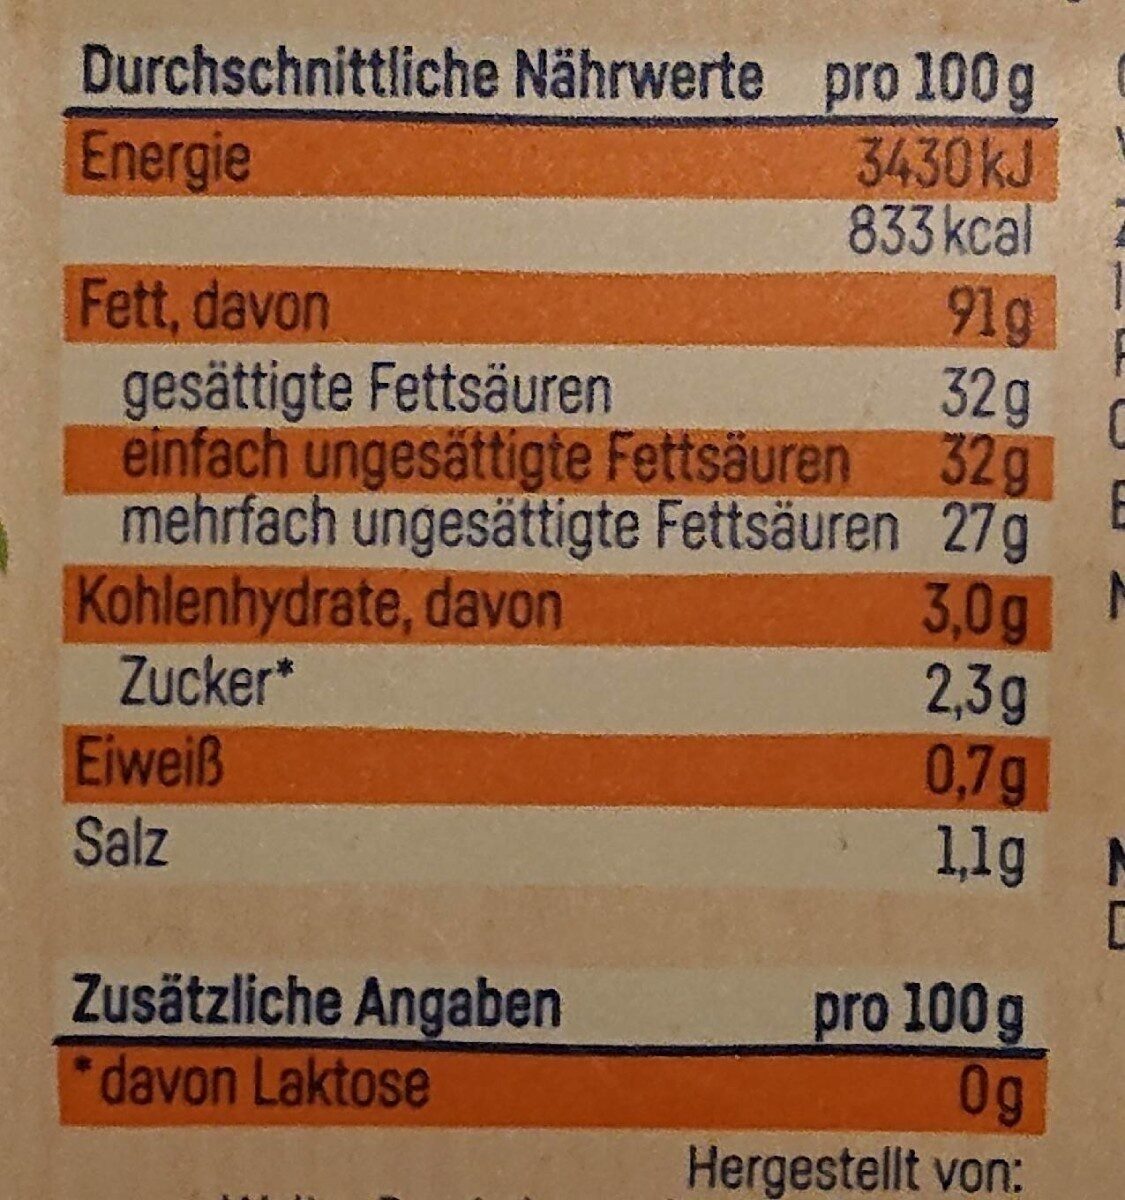 Durchschnittliche Nährwerte pro 100 g
Energie 3430 kJ
833 kcal
Fett, davon 91 g
gesättigte Fettsäuren 32 g
einfach ungesättigte Fettsäuren 32 g
mehrfach ungesättigte Fettsäuren 27 g
Kohlenhydrate, davon 3,0 g
Zucker* 2,3 g
Eiweiß 0,7 g
Salz 1,1 g
Zusätzliche Angaben pro 100 g
*davon Laktose 0 g
Hergestellt von: